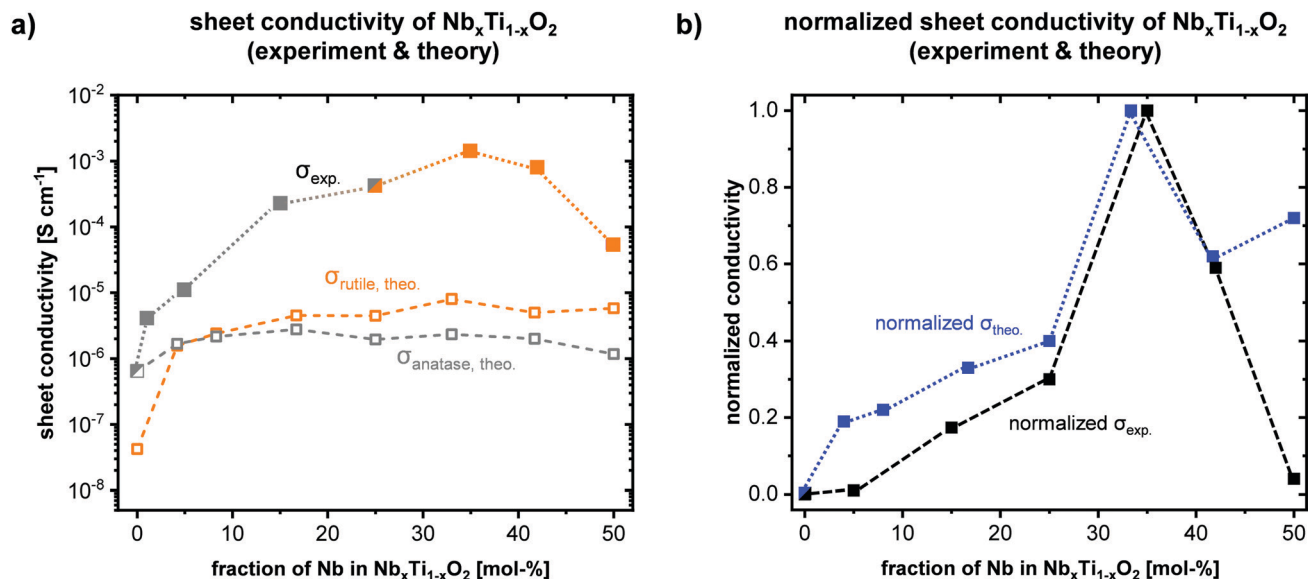 a)
sheet conductivity of NbₓTi₁₋ₓO₂
(experiment & theory)
sheet conductivity [S cm⁻¹]
10⁻²
10⁻³
10⁻⁴
10⁻⁵
10⁻⁶
10⁻⁷
10⁻⁸
σexp.
σrutile, theo.
σanatase, theo.
0 10 20 30 40 50
fraction of Nb in NbₓTi₁₋ₓO₂ [mol-%]
b)
normalized sheet conductivity of NbₓTi₁₋ₓO₂
(experiment & theory)
normalized conductivity
1.0
0.8
0.6
0.4
0.2
0.0
normalized σtheo.
normalized σexp.
0 10 20 30 40 50
fraction of Nb in NbₓTi₁₋ₓO₂ [mol-%]